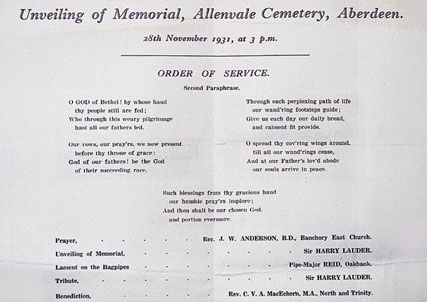 Unveiling of Memorial, Allenvale Cemetery, Aberdeen.
28th November 1931, at 3 p.m.
ORDER OF SERVICE.
Second Paraphrase.
O GOD of Bethel! by whose hand
thy people still are fed;
Who through this weary pilgrimage
hast all our fathers led.
Our vows, our pray'rs, we now present
before thy throne of grace:
God of our fathers! be the God
of their succeeding race.
Through each perplexing path of life
our wand'ring footsteps guide;
Give us each day our daily bread,
and raiment fit provide.
O spread thy cov'ring wings around,
till all our wand'rings cease,
And at our Father's lov'd abode
our souls arrive in peace.
Such blessings from thy gracious hand
our humble pray'rs implore;
And thou shalt be our chosen God,
and portion evermore.
Prayer, - - - - - Rev. J. W. ANDERSON, B.D., Banchory East Church.
Unveiling of Memorial, - - - - - - Sir HARRY LAUDER.
Lament on the Bagpipes - - - - - Pipe-Major REID, Oakbank.
Tribute, - - - - - - - Sir HARRY LAUDER.
Benediction, - - - - - Rev. C. V. A. MacEchern, M.A., North and Trinity.